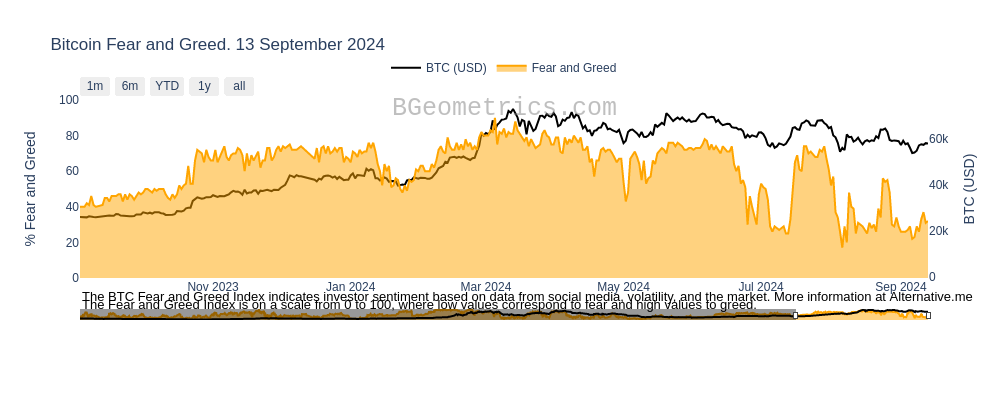 Bitcoin Fear and Greed. 13 September 2024
BTC (USD) Fear and Greed
1m 6m YTD 1y all
BGeometrics.com
100
80
60
40
20
0
% Fear and Greed
60k
40k
20k
0
BTC (USD)
Nov 2023 Jan 2024 Mar 2024 May 2024 Jul 2024 Sep 2024
The BTC Fear and Greed Index indicates investor sentiment based on data from social media, volatility, and the market. More information at Alternative.me
The Fear and Greed Index is on a scale from 0 to 100, where low values correspond to fear and high values to greed.